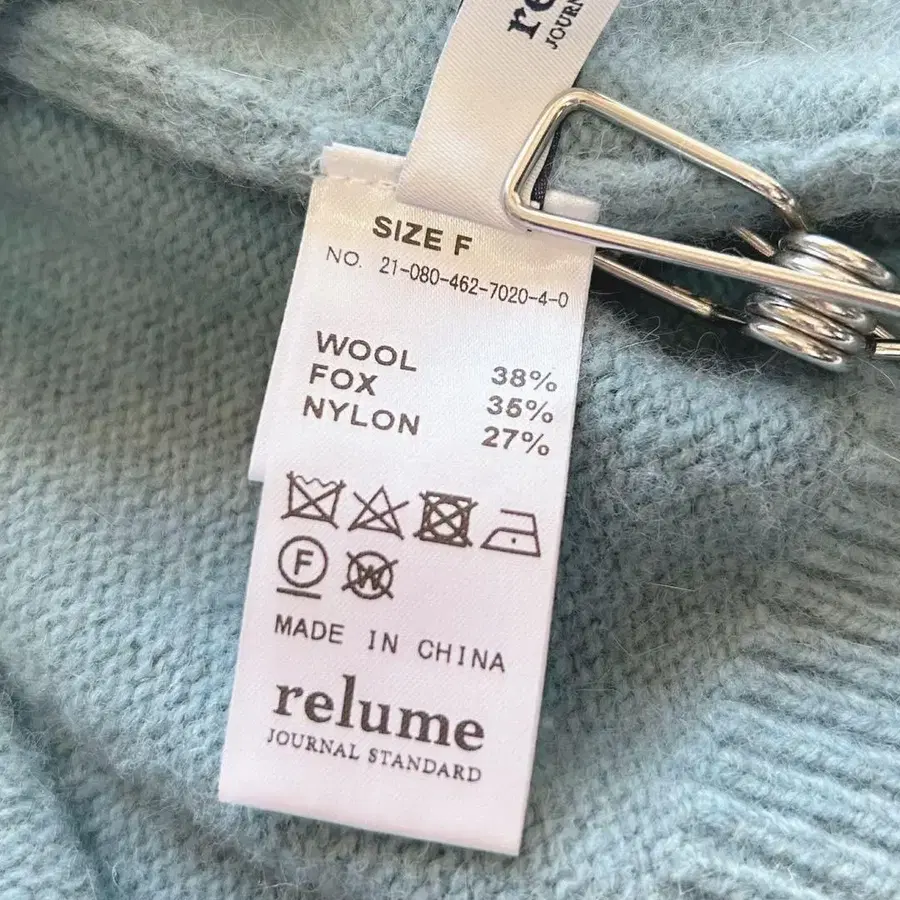 SIZE F
NO. 21-080-462-7020-4-0
WOOL 38%
FOX 35%
NYLON 27%
F
W
MADE IN CHINA
relume
JOURNAL STANDARD